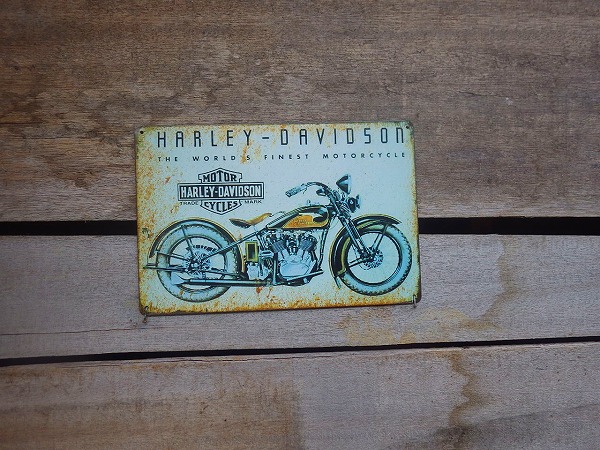 HARLEY-DAVIDSON
THE WORLD'S FINEST MOTORCYCLE
MOTOR
HARLEY-DAVIDSON
TRADE MARK
CYCLES